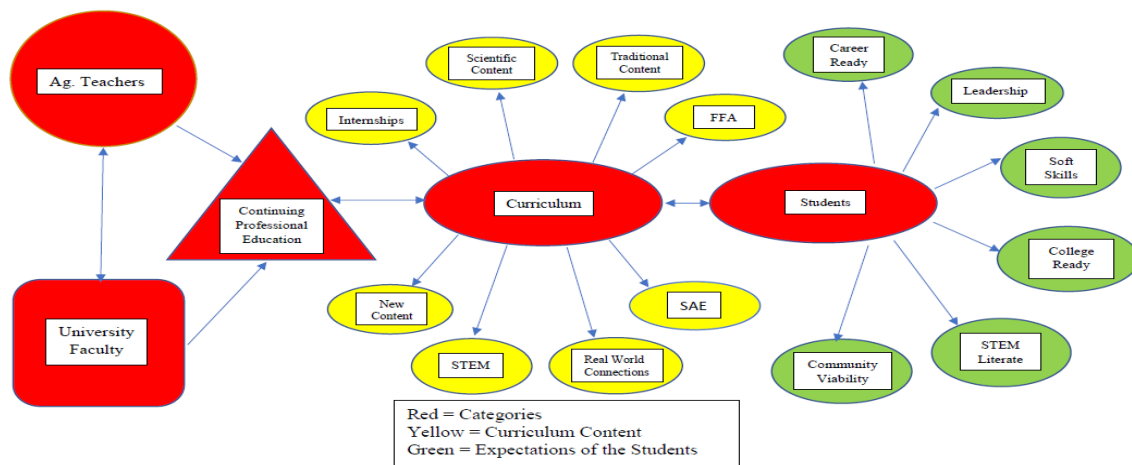 Ag. Teachers
University
Faculty
Continuing
Professional
Education
Curriculum
Internships
Scientific
Content
Traditional
Content
FFA
New
Content
STEM
Real World
Connections
SAE
Students
Career
Ready
Leadership
Soft
Skills
College
Ready
STEM
Literate
Community
Viability
Red = Categories
Yellow = Curriculum Content
Green = Expectations of the Students